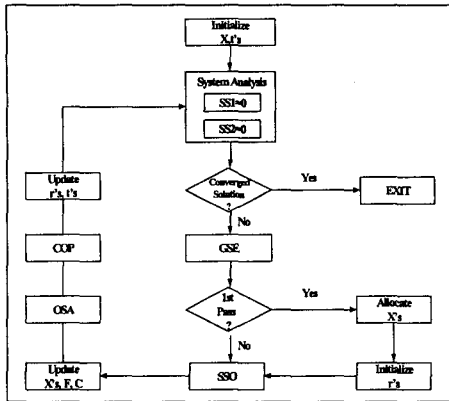 Initialize
X,t's
System Analysis
SS1=0
SS2=0
Converged
Solution
?
Yes
EXIT
No
GSE
1st
Pass
?
Yes
Allocate
X's
Initialize
r's
No
SSO
Update
X's, F, C
OSA
COP
Update
r's, t's